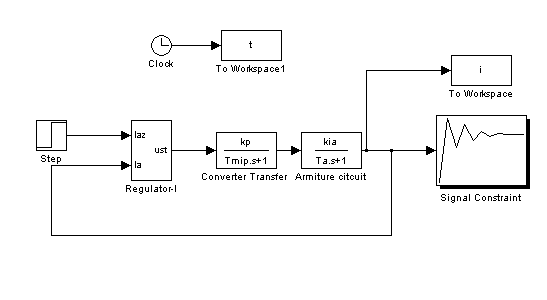 t
Clock
To Workspace1
i
To Workspace
Step
Iaz
Ia
ust
Regulator-I
kp
Tmip.s+1
Converter Transfer
kia
Ta.s+1
Armiture citcuit
Signal Constraint